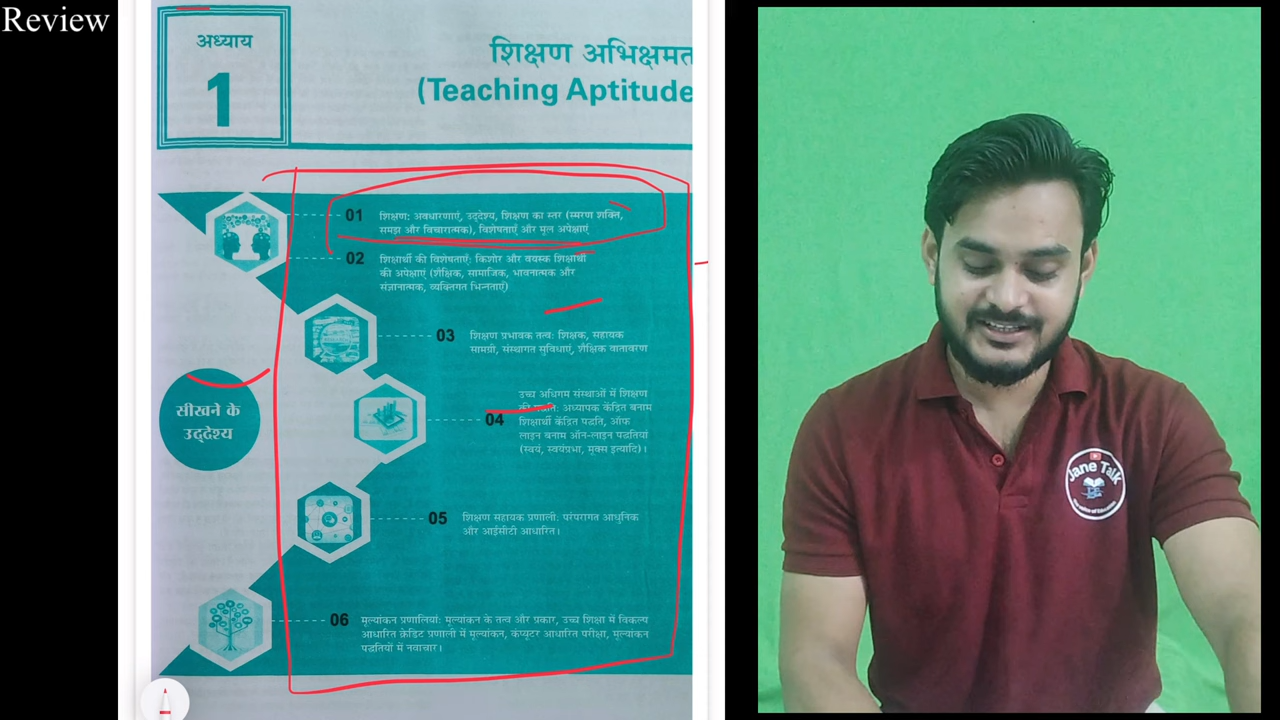 Review
अध्याय
1
शिक्षण अभिक्षमत
(Teaching Aptitude
01 शिक्षण: अवधारणाएं, उद्देश्य, शिक्षण का स्तर (स्मरण शक्ति,
समझ और विचारात्मक), विशेषताएँ और मूल अपेक्षाएं
02 शिक्षार्थी की विशेषताएँ: किशोर और वयस्क शिक्षार्थी
की अपेक्षाएं (शैक्षिक, सामाजिक, भावनात्मक और
संज्ञानात्मक, व्यक्तिगत भिन्नताएं)
03 शिक्षण प्रभावक तत्व: शिक्षक, सहायक
सामग्री, संस्थागत सुविधाएं, शैक्षिक वातावरण
सीखने के
उद्देश्य
04 उच्च अधिगम संस्थाओं में शिक्षण
की पद्धति: अध्यापक केंद्रित बनाम
शिक्षार्थी केंद्रित पद्धति, ऑफ
लाइन बनाम ऑन-लाइन पद्धतियां
(स्वयं, स्वयंप्रभा, मूक्स इत्यादि)।
05 शिक्षण सहायक प्रणाली: परंपरागत आधुनिक
और आईसीटी आधारित।
06 मूल्यांकन प्रणालियां: मूल्यांकन के तत्व और प्रकार, उच्च शिक्षा में विकल्प
आधारित क्रेडिट प्रणाली में मूल्यांकन, कंप्यूटर आधारित परीक्षा, मूल्यांकन
पद्धतियों में नवाचार।
Jane Talk